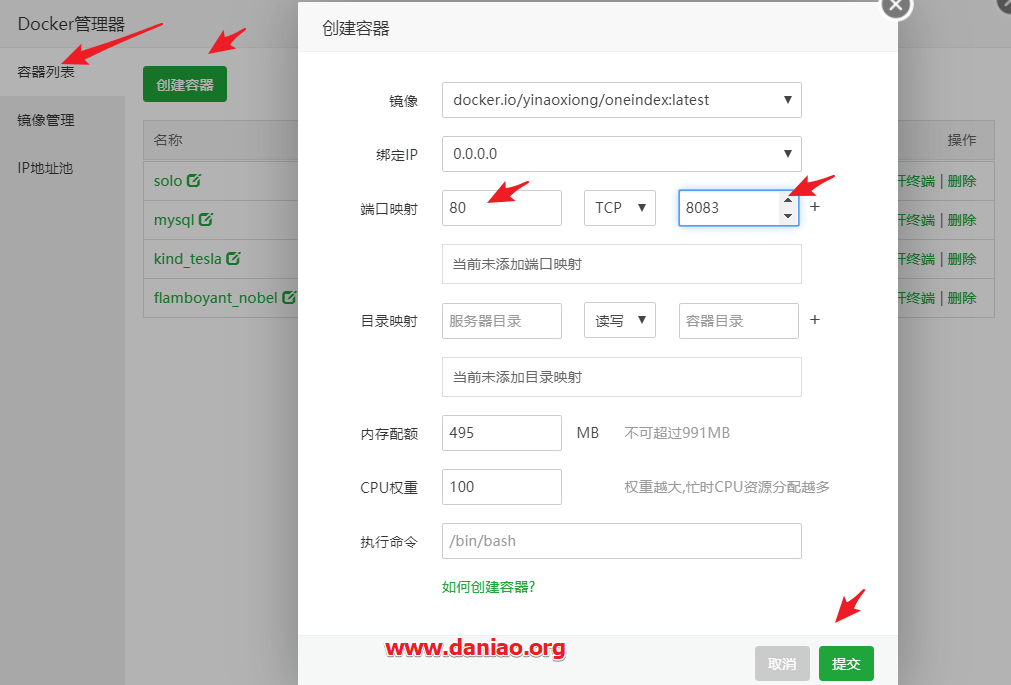 Docker管理器
容器列表
镜像管理
IP地址池
创建容器
名称
操作
solo
mysql
kind_tesla
flamboyant_nobel
终端 | 删除
终端 | 删除
终端 | 删除
终端 | 删除
创建容器
镜像 docker.io/yinaoxiong/oneindex:latest
绑定IP 0.0.0.0
端口映射 80 TCP 8083 +
当前未添加端口映射
目录映射 服务器目录 读写 容器目录 +
当前未添加目录映射
内存配额 495 MB 不可超过991MB
CPU权重 100 权重越大,忙时CPU资源分配越多
执行命令 /bin/bash
如何创建容器?
www.daniao.org
取消 提交